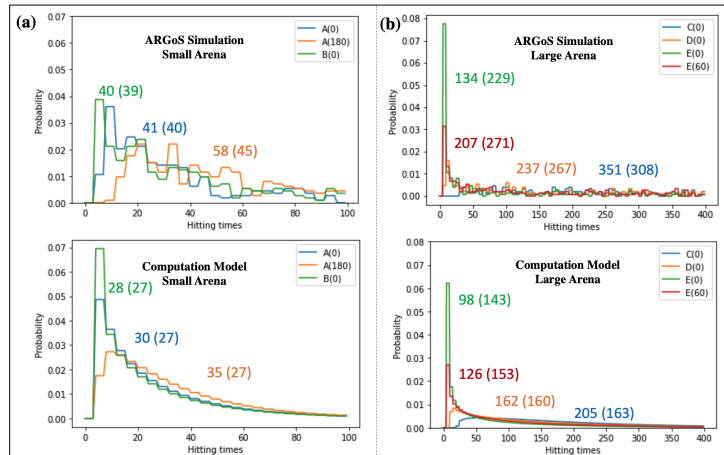 (a)
ARGoS Simulation
Small Arena
A(0)
A(180)
B(0)
40 (39)
41 (40)
58 (45)
Probability
0.07
0.06
0.05
0.04
0.03
0.02
0.01
0.00
0 20 40 60 80 100
Hitting times
Computation Model
Small Arena
A(0)
A(180)
B(0)
28 (27)
30 (27)
35 (27)
Probability
0.07
0.06
0.05
0.04
0.03
0.02
0.01
0.00
0 20 40 60 80 100
Hitting times
(b)
ARGoS Simulation
Large Arena
C(0)
D(0)
E(0)
E(60)
134 (229)
207 (271)
237 (267)
351 (308)
Probability
0.08
0.07
0.06
0.05
0.04
0.03
0.02
0.01
0.00
0 50 100 150 200 250 300 350 400
Hitting times
Computation Model
Large Arena
C(0)
D(0)
E(0)
E(60)
98 (143)
126 (153)
162 (160)
205 (163)
Probability
0.08
0.07
0.06
0.05
0.04
0.03
0.02
0.01
0.00
0 50 100 150 200 250 300 350 400
Hitting times